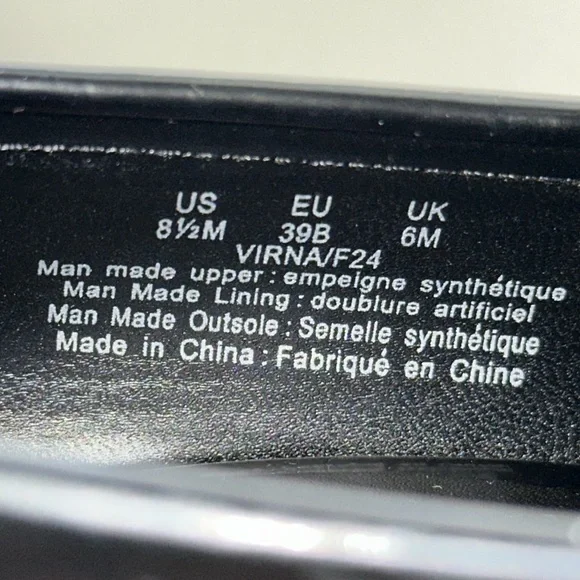 US EU UK
8½M 39B 6M
VIRNA/F24
Man made upper : empeigne synthétique
Man Made Lining : doublure artificiel
Man Made Outsole : Semelle synthétique
Made in China : Fabriqué en Chine